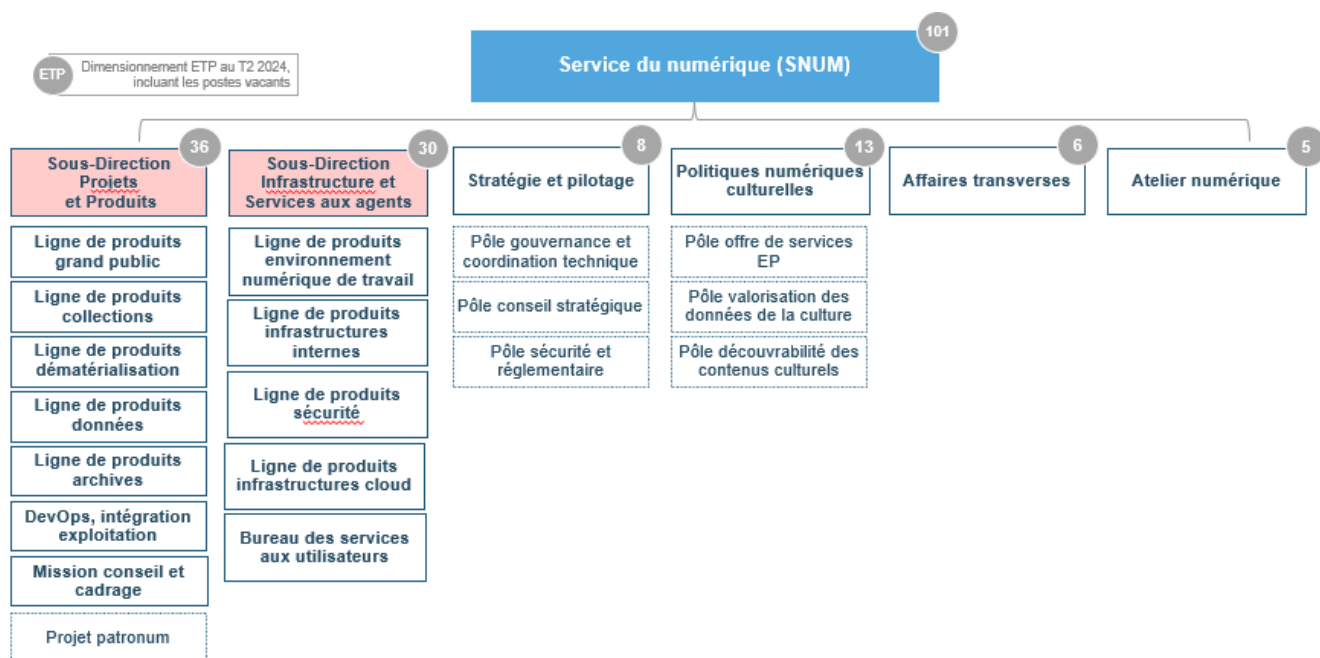 101
Service du numérique (SNUM)
ETP
Dimensionnement ETP au T2 2024,
incluant les postes vacants
36
Sous-Direction
Projets
et Produits
30
Sous-Direction
Infrastructure et
Services aux agents
8
Stratégie et pilotage
13
Politiques numériques
culturelles
6
Affaires transverses
5
Atelier numérique
Ligne de produits
grand public
Ligne de produits
collections
Ligne de produits
dématérialisation
Ligne de produits
données
Ligne de produits
archives
DevOps, intégration
exploitation
Mission conseil et
cadrage
Projet patronum
Ligne de produits
environnement
numérique de travail
Ligne de produits
infrastructures
internes
Ligne de produits
sécurité
Ligne de produits
infrastructures cloud
Bureau des services
aux utilisateurs
Pôle gouvernance et
coordination technique
Pôle conseil stratégique
Pôle sécurité et
réglementaire
Pôle offre de services
EP
Pôle valorisation des
données de la culture
Pôle découvrabilité des
contenus culturels